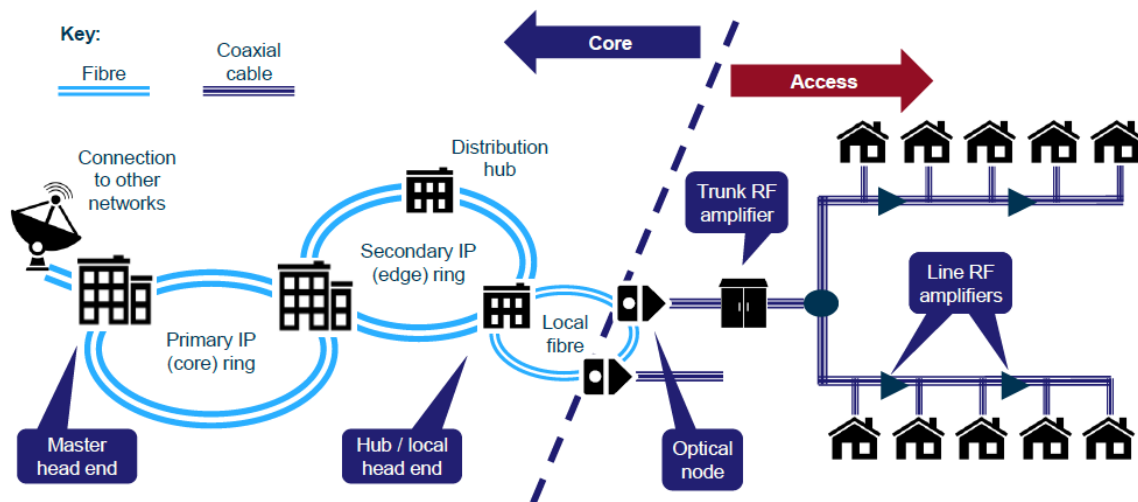 Key:
Fibre
Coaxial
cable
Core
Access
Connection
to other
networks
Distribution
hub
Trunk RF
amplifier
Secondary IP
(edge) ring
Line RF
amplifiers
Primary IP
(core) ring
Local
fibre
Master
head end
Hub / local
head end
Optical
node